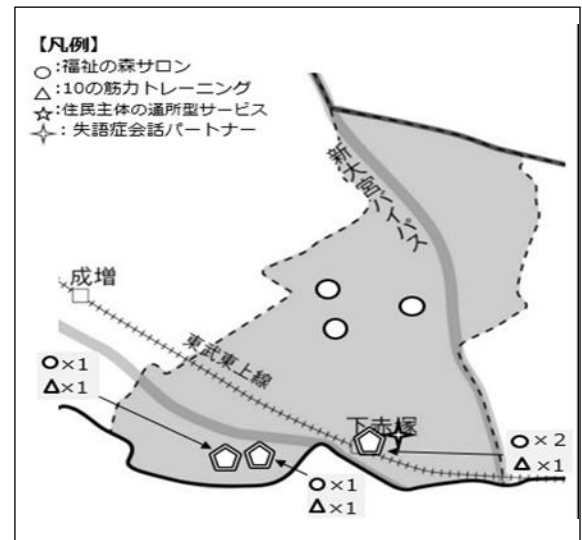 【凡例】
○:福祉の森サロン
△:10の筋力トレーニング
☆:住民主体の通所型サービス
✧:失語症会話パートナー
新大宮バイパス
成増
東武東上線
○×1
△×1
下赤塚
○×2
△×1
○×1
△×1